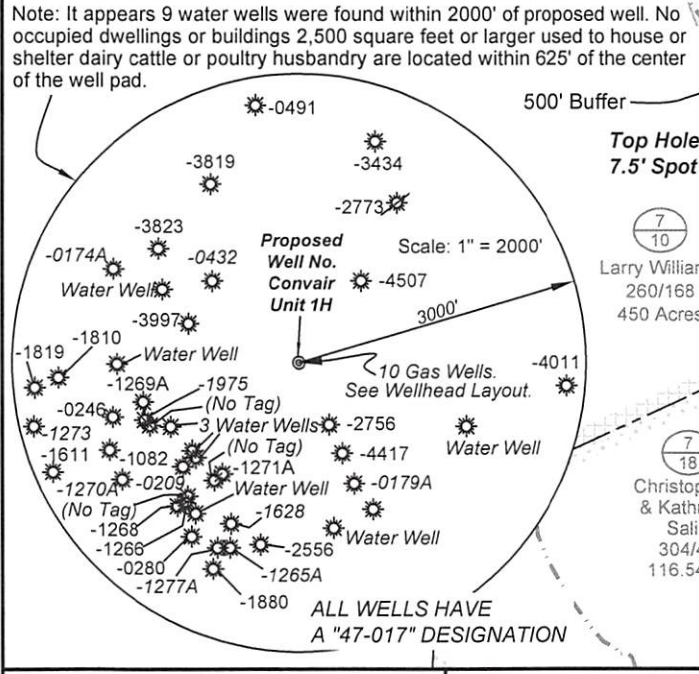 Note: It appears 9 water wells were found within 2000' of proposed well. No
occupied dwellings or buildings 2,500 square feet or larger used to house or
shelter dairy cattle or poultry husbandry are located within 625' of the center
of the well pad.
500' Buffer
Top Hole
7.5' Spot
-0491
-3434
-3819
-2773
-3823
-0174A
-0432
Water Well
Proposed
Well No.
Convair
Unit 1H
Scale: 1" = 2000'
-4507
3000'
7
10
Larry Williar
260/168
450 Acres
-3997
-1810
-1819
Water Well
10 Gas Wells.
See Wellhead Layout.
-4011
-1269A
-1975
(No Tag)
-0246
3 Water Wells
-2756
-1273
(No Tag)
Water Well
-1611
-1082
-1271A
-4417
-1270A
-0209
Water Well
-0179A
(No Tag)
-1268
-1628
-1266
Water Well
-0280
-2556
-1277A
-1265A
-1880
7
18
Christop
& Kathr
Sali
304/4
116.54
ALL WELLS HAVE
A "47-017" DESIGNATION